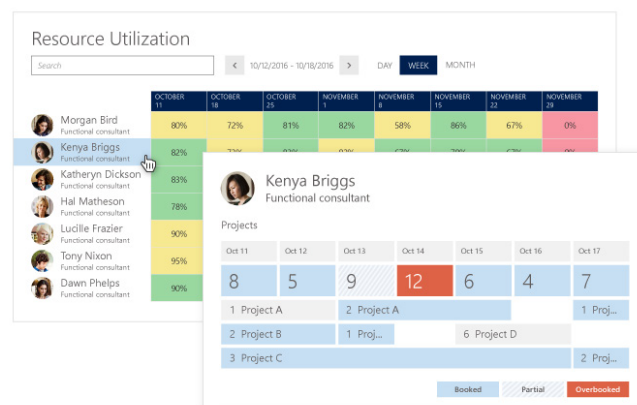 Resource Utilization
Search
< 10/12/2016 - 10/18/2016 > DAY WEEK MONTH
OCTOBER 11 OCTOBER 18 OCTOBER 25 NOVEMBER 1 NOVEMBER 8 NOVEMBER 15 NOVEMBER 22 NOVEMBER 29
Morgan Bird 80% 72% 81% 82% 58% 86% 67% 0%
Functional consultant
Kenya Briggs 82%
Functional consultant
Katheryn Dickson 83%
Functional consultant
Hal Matheson 78%
Functional consultant
Lucille Frazier 90%
Functional consultant
Tony Nixon 95%
Functional consultant
Dawn Phelps 90%
Functional consultant
Kenya Briggs
Functional consultant
Projects
Oct 11 Oct 12 Oct 13 Oct 14 Oct 15 Oct 16 Oct 17
8 5 9 12 6 4 7
1 Project A 2 Project A 1 Proj...
2 Project B 1 Proj... 6 Project D
3 Project C 2 Proj...
Booked Partial Overbooked